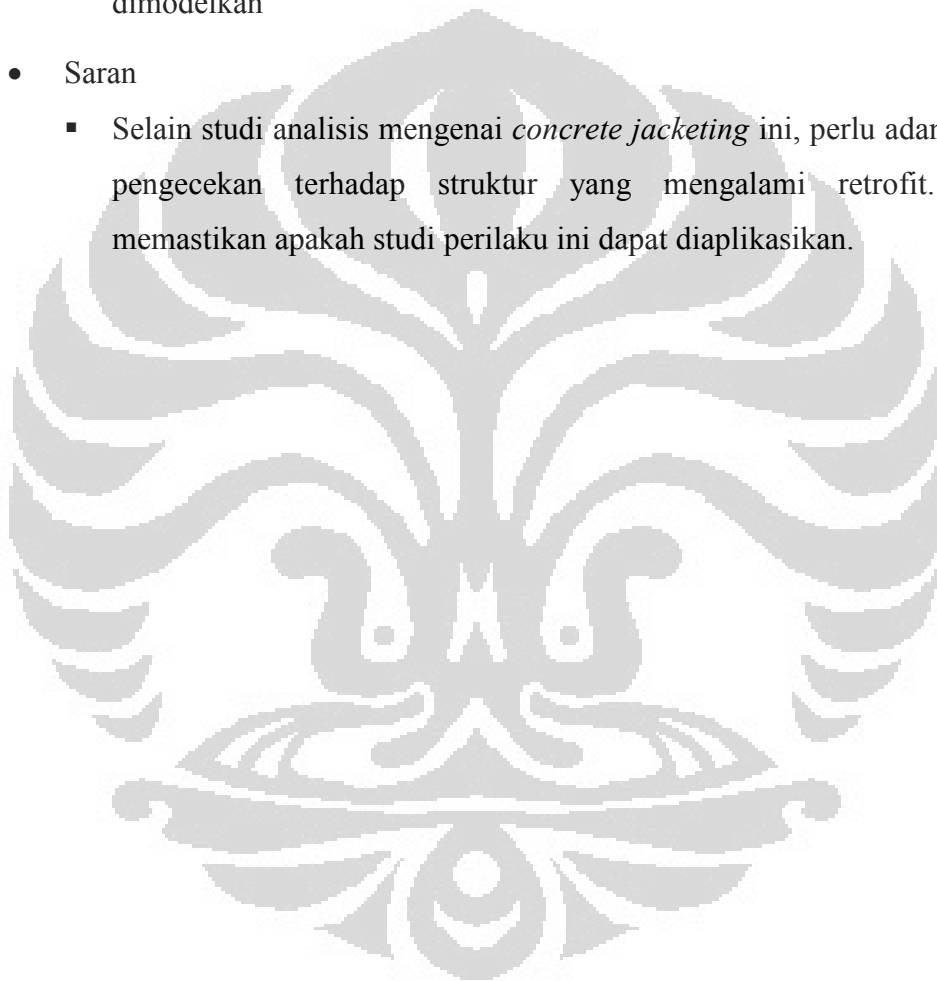 dimodelkan
• Saran
▪ Selain studi analisis mengenai concrete jacketing ini, perlu adan
pengecekan terhadap struktur yang mengalami retrofit.
memastikan apakah studi perilaku ini dapat diaplikasikan.